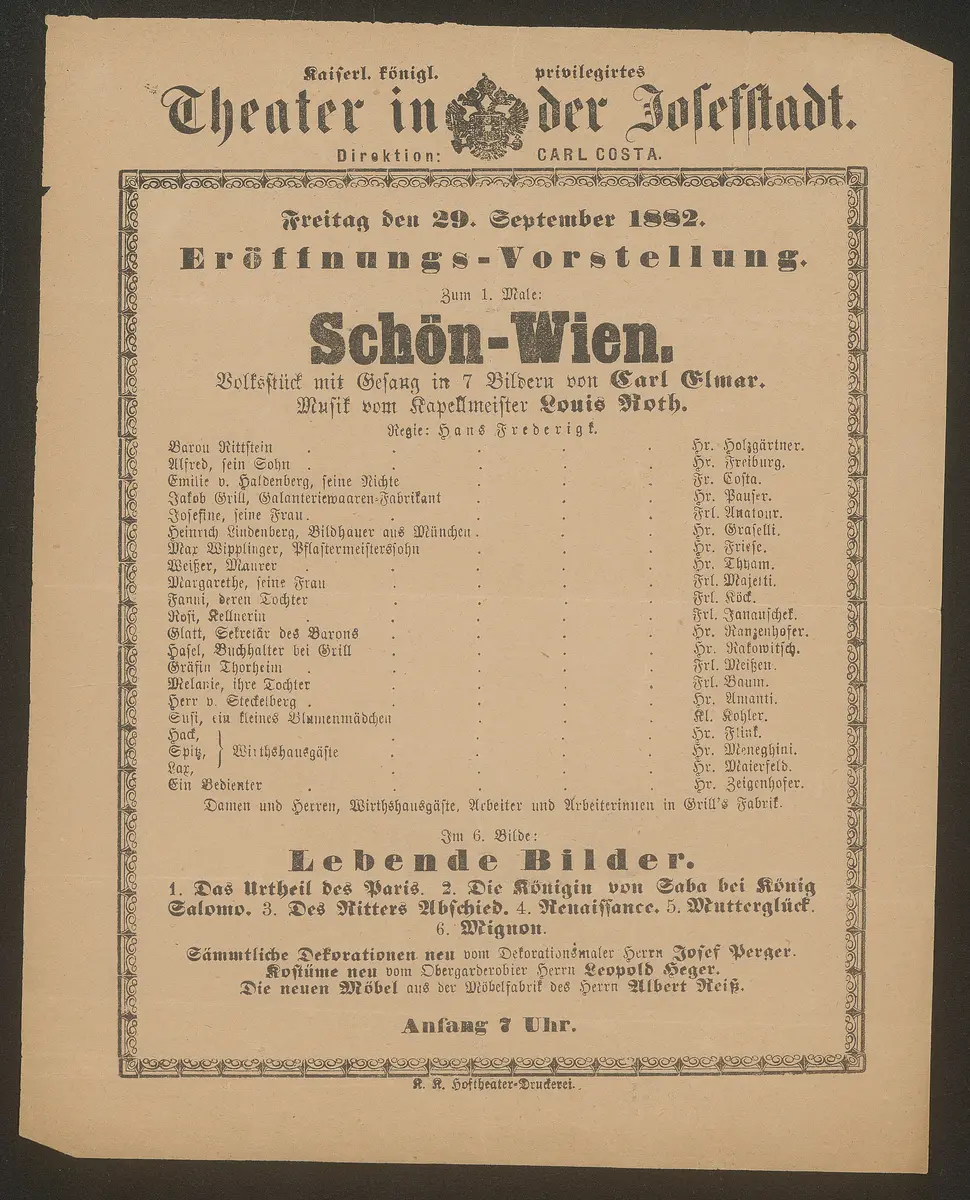 Kaiserl. königl. privilegirtes
Theater in der Josefstadt.
Direktion: CARL COSTA.
Freitag den 29. September 1882.
Eröffnungs-Vorstellung.
Zum 1. Male:
Schön-Wien.
Volksstück mit Gesang in 7 Bildern von Carl Elmar.
Musik vom Kapellmeister Louis Roth.
Regie: Hans Frederigk.
Baron Rittstein . . . . . Hr. Holzgärtner.
Alfred, sein Sohn . . . . . Hr. Freiburg.
Emilie v. Haldenberg, seine Nichte . . . Fr. Costa.
Jakob Grill, Galanteriewaaren-Fabrikant . . . Hr. Pauser.
Josefine, seine Frau . . . . . Frl. Anatour.
Heinrich Lindenberg, Bildhauer aus München . . . Hr. Graselli.
Max Wipplinger, Pflastermeisterssohn . . . Hr. Friese.
Weißer, Maurer . . . . . Hr. Thyam.
Margarethe, seine Frau . . . . Frl. Majetti.
Fanni, deren Tochter . . . . Frl. Köck.
Rosi, Kellnerin . . . . . Frl. Janauschek.
Glatt, Sekretär des Barons . . . . Hr. Ranzenhofer.
Hasel, Buchhalter bei Grill . . . . Hr. Rakowitsch.
Gräfin Thorheim . . . . . Frl. Meißen.
Melanie, ihre Tochter . . . . Frl. Baum.
Herr v. Steckelberg . . . . . Hr. Amanti.
Susi, ein kleines Blumenmädchen . . . Kl. Kohler.
Hack, . . . . Hr. Flink.
Spitz, } Wirthshausgäste . . . . Hr. Meneghini.
Lax, . . . . Hr. Maierfeld.
Ein Bedienter . . . . . Hr. Zeigenhofer.
Damen und Herren, Wirthshausgäste, Arbeiter und Arbeiterinnen in Grill's Fabrik.
Im 6. Bilde:
Lebende Bilder.
1. Das Urtheil des Paris. 2. Die Königin von Saba bei König
Salomo. 3. Des Ritters Abschied. 4. Renaissance. 5. Mutterglück.
6. Mignon.
Sämmtliche Dekorationen neu vom Dekorationsmaler Herrn Josef Perger.
Kostüme neu vom Obergarderobier Herrn Leopold Heger.
Die neuen Möbel aus der Möbelfabrik des Herrn Albert Reiß.
Anfang 7 Uhr.
K. K. Hoftheater-Druckerei.